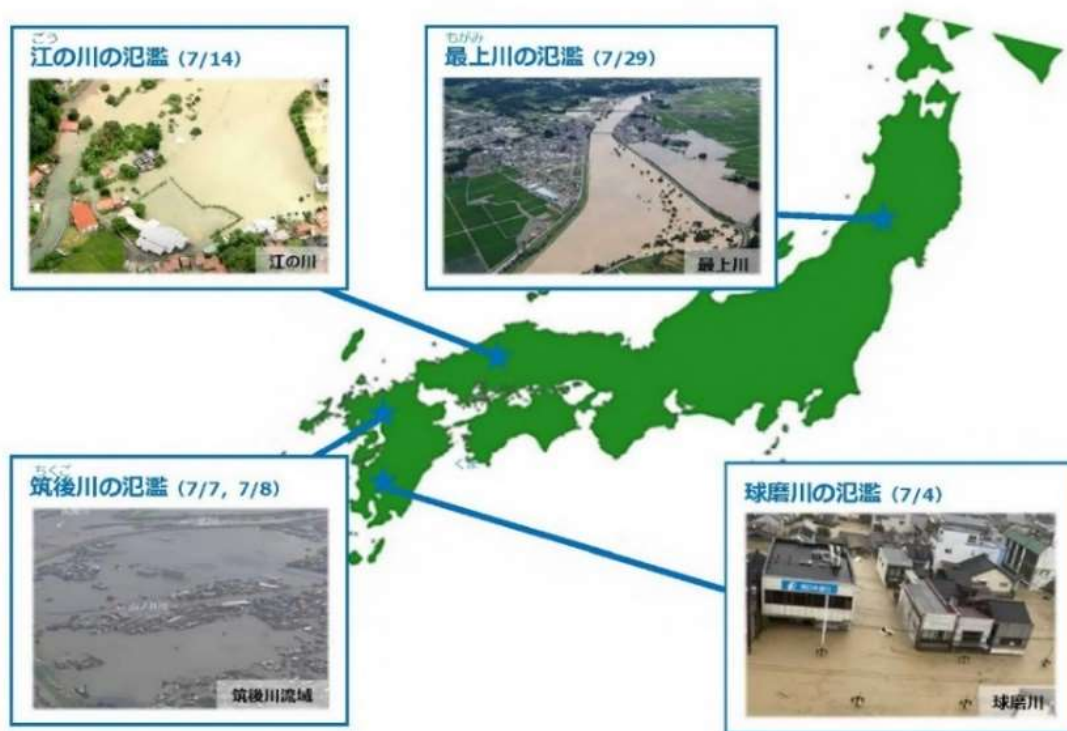 ごう
江の川の氾濫 (7/14)
江の川
もがみ
最上川の氾濫 (7/29)
最上川
ちくご
筑後川の氾濫 (7/7, 7/8)
筑後川流域
くま
球磨川の氾濫 (7/4)
球磨川